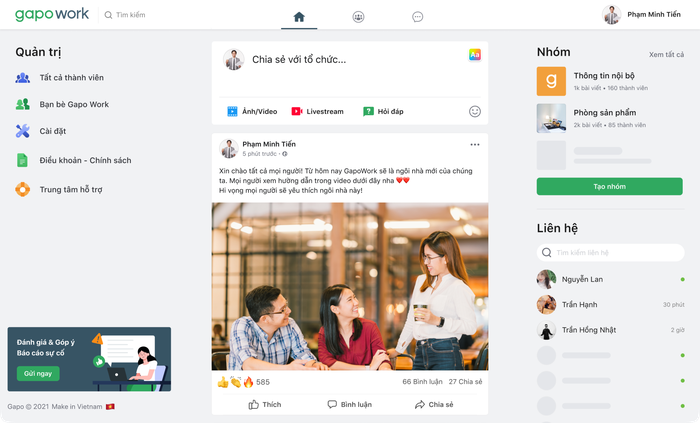 gapowork
Tìm kiếm
Phạm Minh Tiến
Quản trị
Tất cả thành viên
Bạn bè Gapo Work
Cài đặt
Điều khoản - Chính sách
Trung tâm hỗ trợ
Đánh giá & Góp ý
Báo cáo sự cố
Gửi ngay
Gapo © 2021 Make in Vietnam
Chia sẻ với tổ chức...
Aa
Ảnh/Video
Livestream
Hỏi đáp
Phạm Minh Tiến
5 phút trước
Xin chào tất cả mọi người! Từ hôm nay GapoWork sẽ là ngôi nhà mới của chúng
ta. Mọi người xem hướng dẫn trong video dưới đây nha
Hi vọng mọi người sẽ yêu thích ngôi nhà này!
585
66 Bình luận
27 Chia sẻ
Thích
Bình luận
Chia sẻ
Nhóm
Xem tất cả
g
Thông tin nội bộ
1k bài viết • 160 thành viên
Phòng sản phẩm
2k bài viết • 85 thành viên
Tạo nhóm
Liên hệ
Tìm kiếm liên hệ
Nguyễn Lan
Trần Hạnh
30 phút
Trần Hồng Nhật
2 giờ